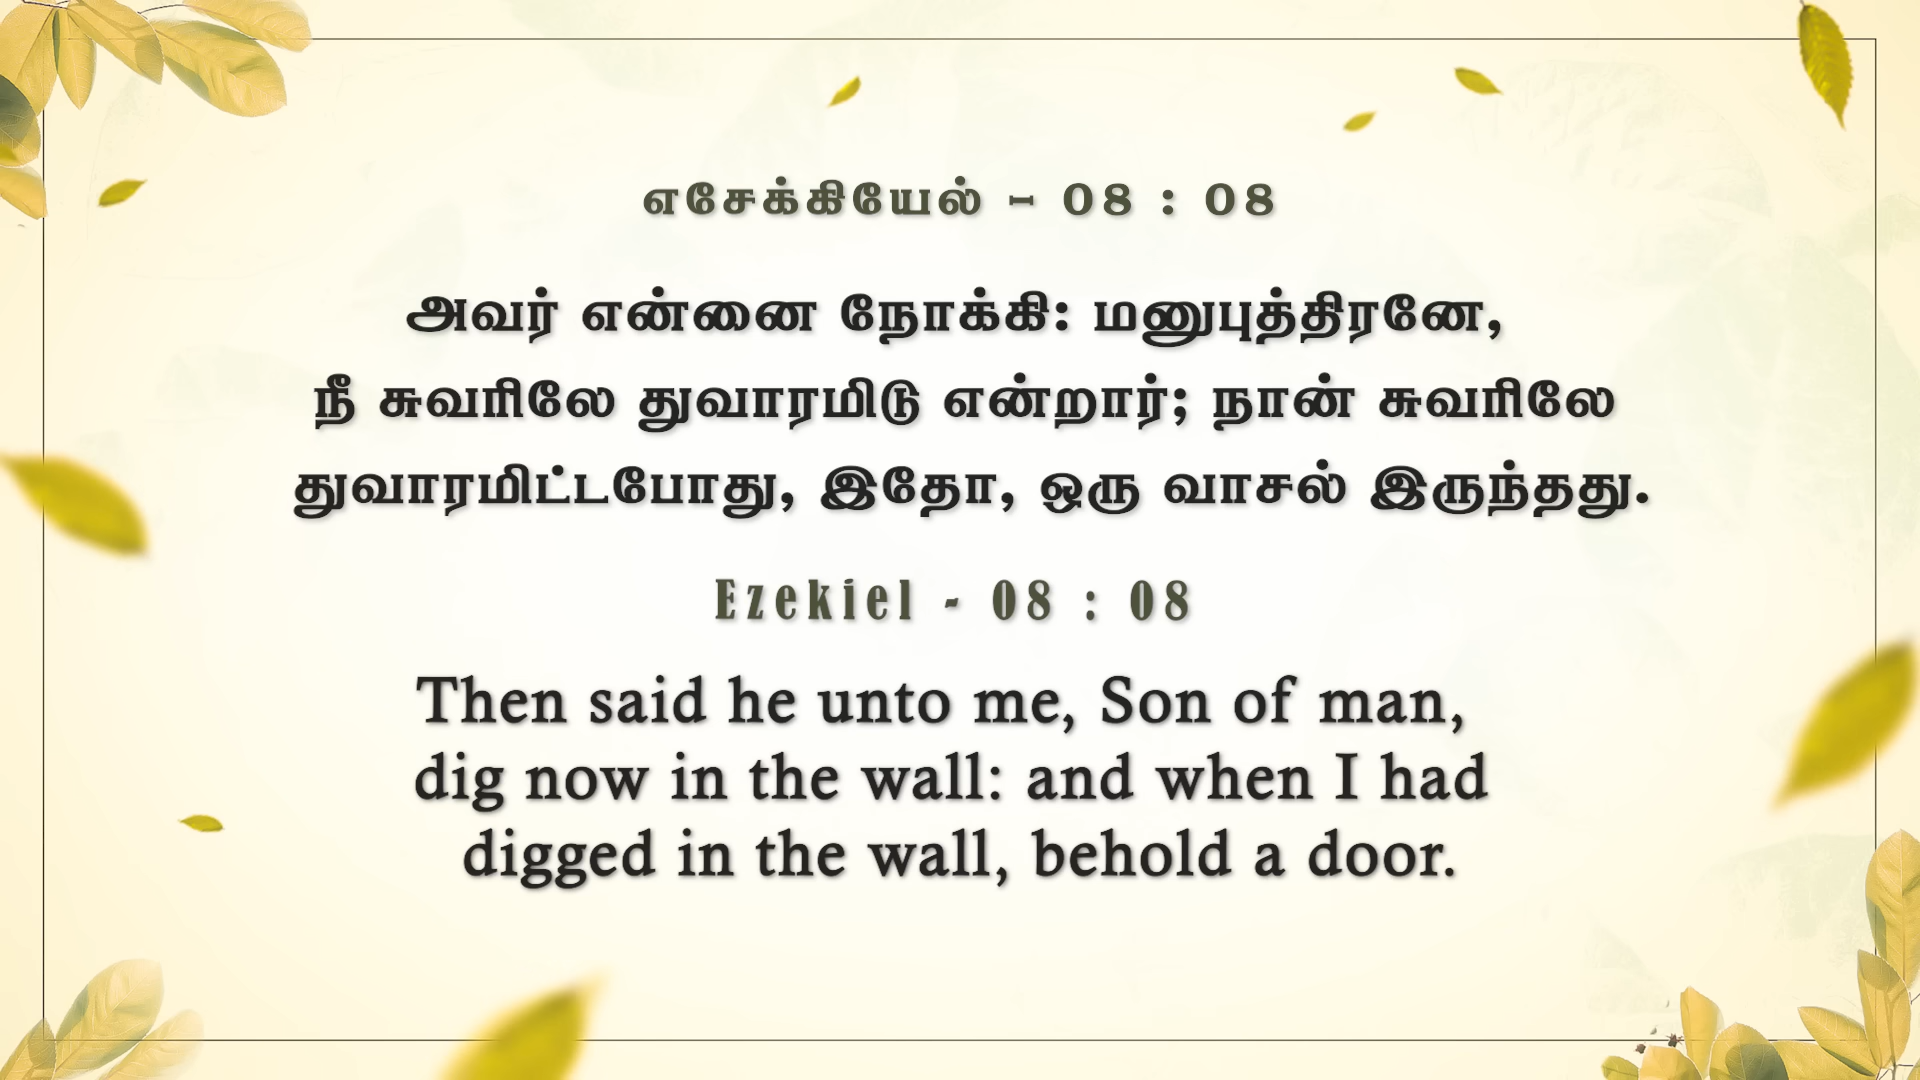 எசேக்கியேல் - 08 : 08
அவர் என்னை நோக்கி: மனுபுத்திரனே,
நீ சுவரிலே துவாரமிடு என்றார்; நான் சுவரிலே
துவாரமிட்டபோது, இதோ, ஒரு வாசல் இருந்தது.
Ezekiel - 08 : 08
Then said he unto me, Son of man,
dig now in the wall: and when I had
digged in the wall, behold a door.